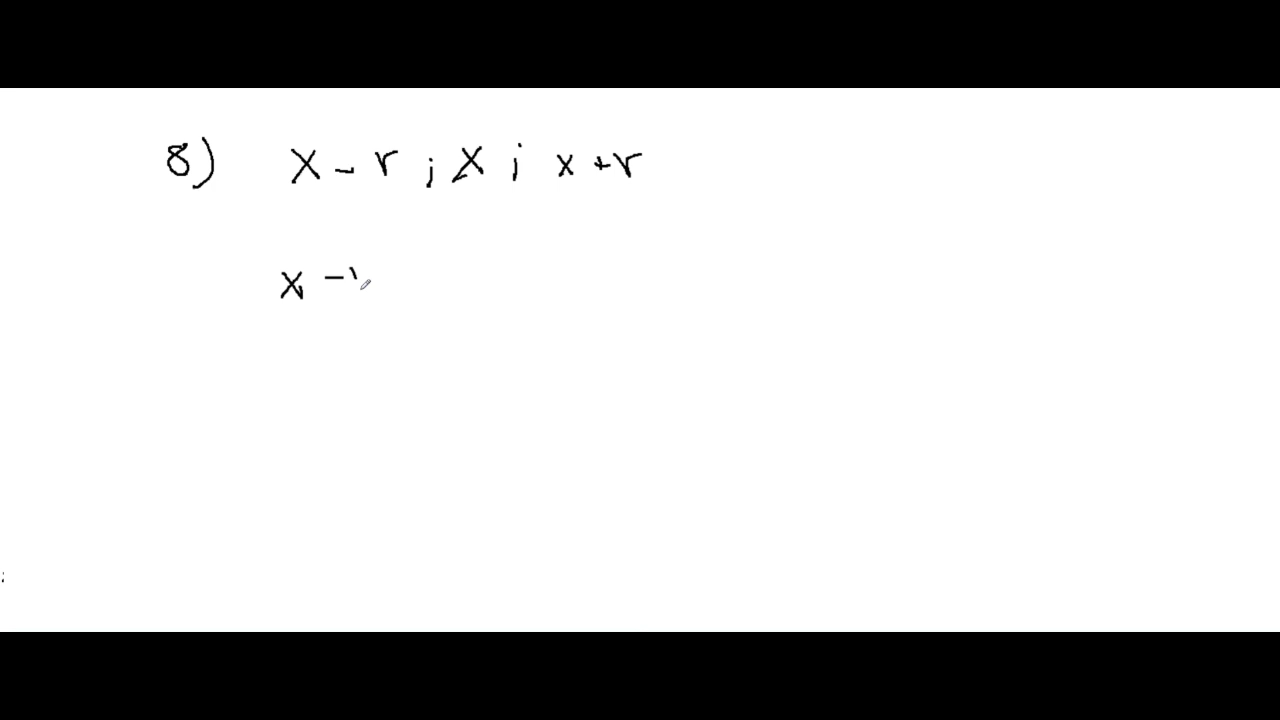 8) x - r ; x ; x + r
x -